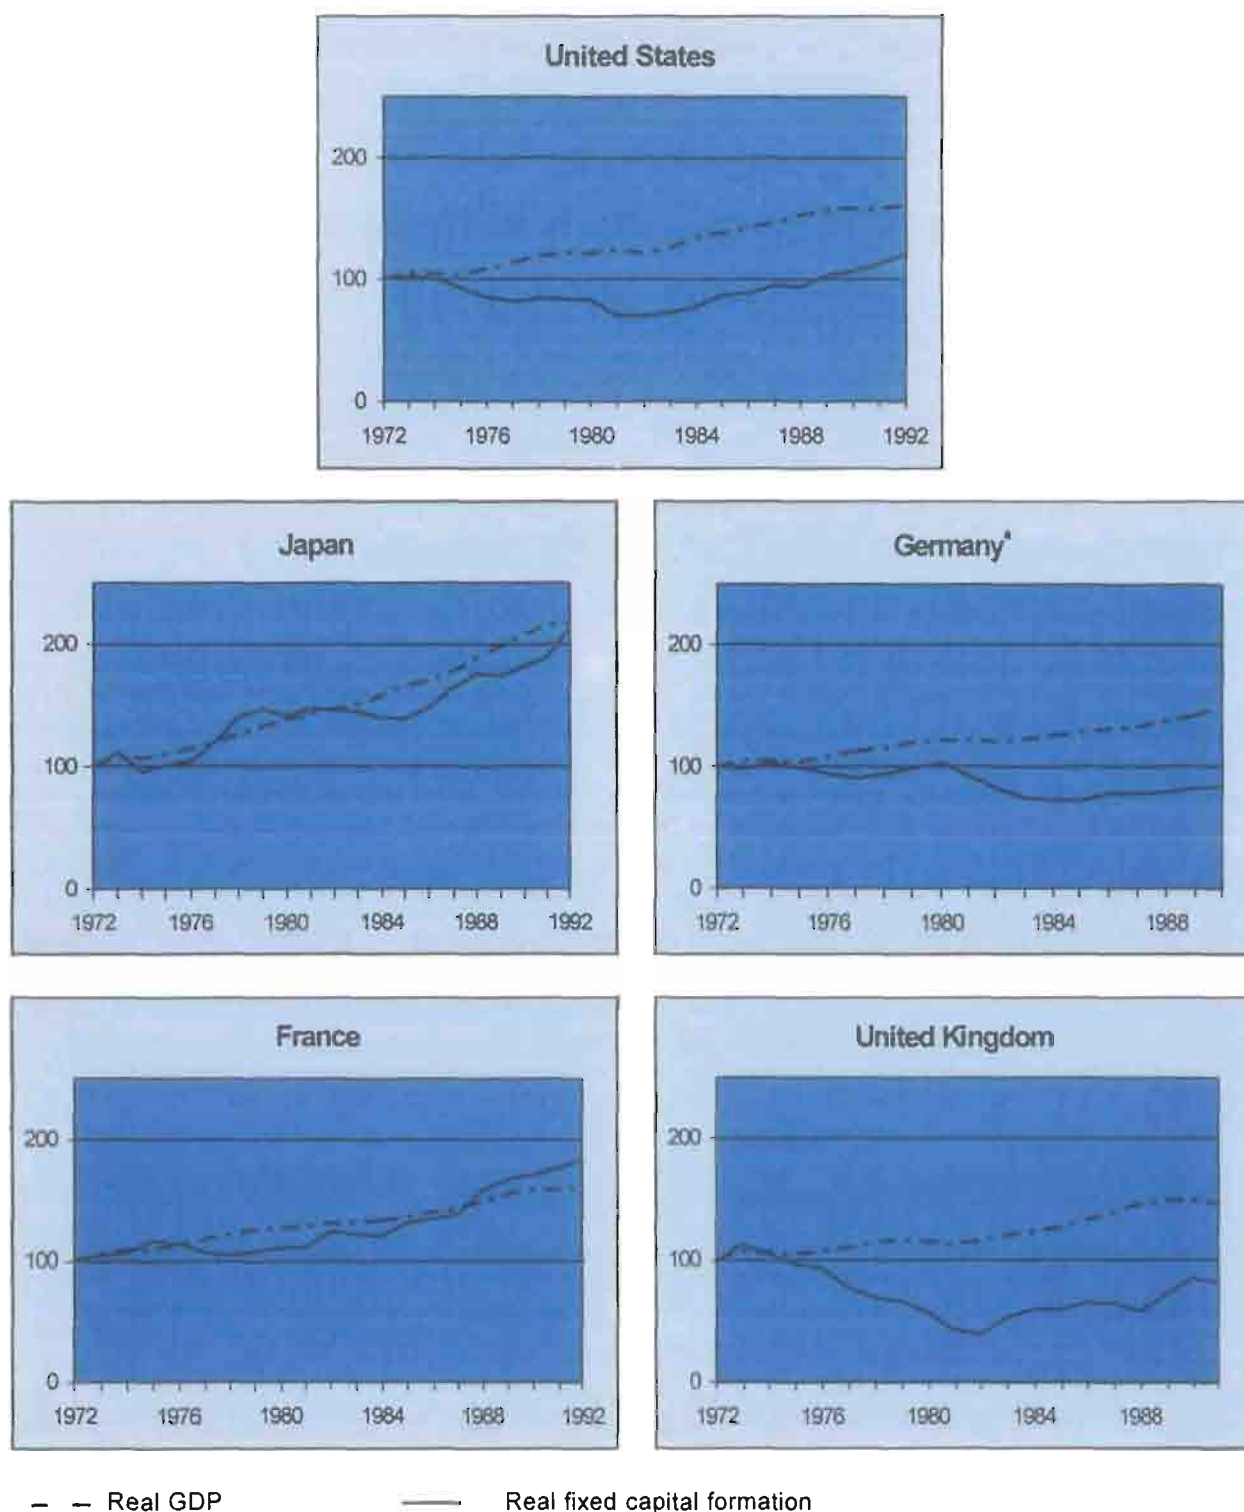 United States
200
100
0
1972 1976 1980 1984 1988 1992
Japan
200
100
0
1972 1976 1980 1984 1988 1992
Germany*
200
100
0
1972 1976 1980 1984 1988
France
200
100
0
1972 1976 1980 1984 1988 1992
United Kingdom
200
100
0
1972 1976 1980 1984 1988
Real GDP Real fixed capital formation